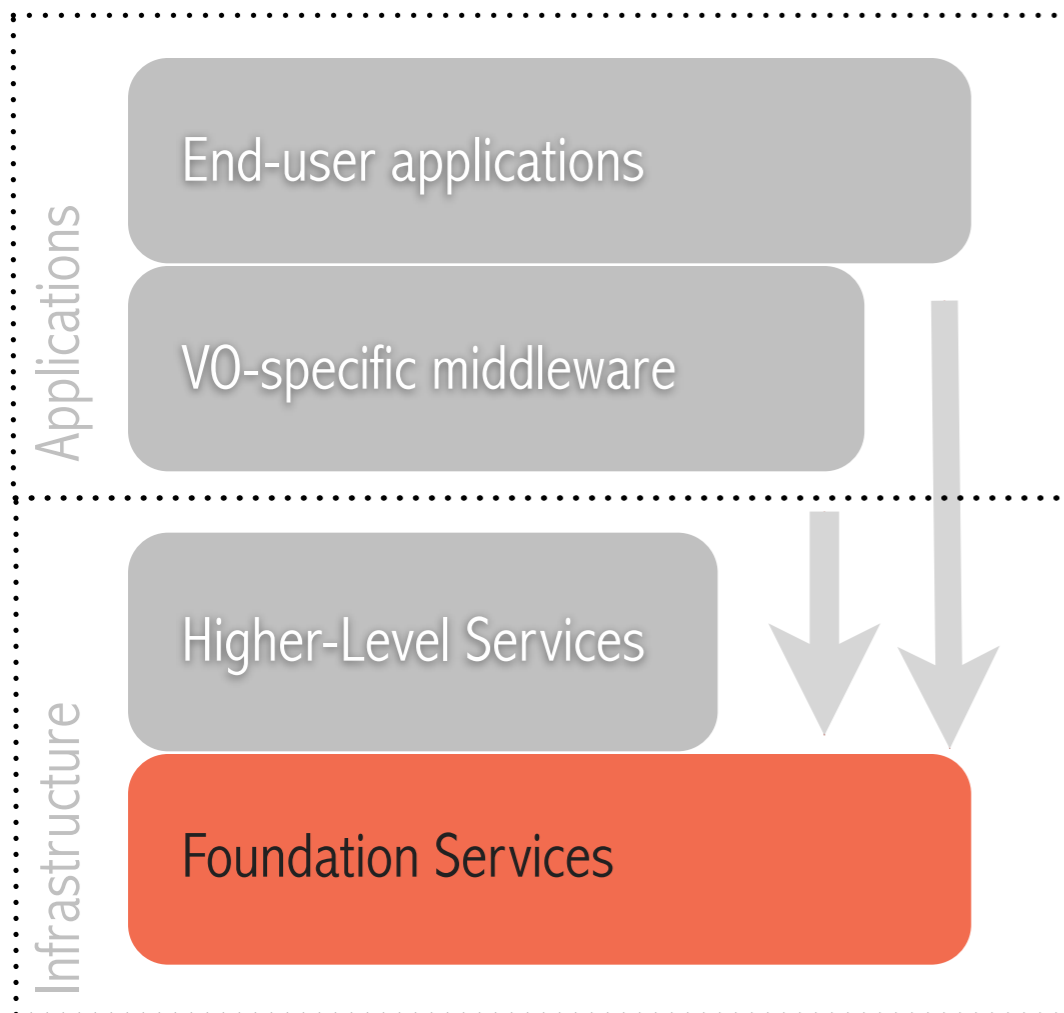 Applications
End-user applications
VO-specific middleware
Infrastructure
Higher-Level Services
Foundation Services